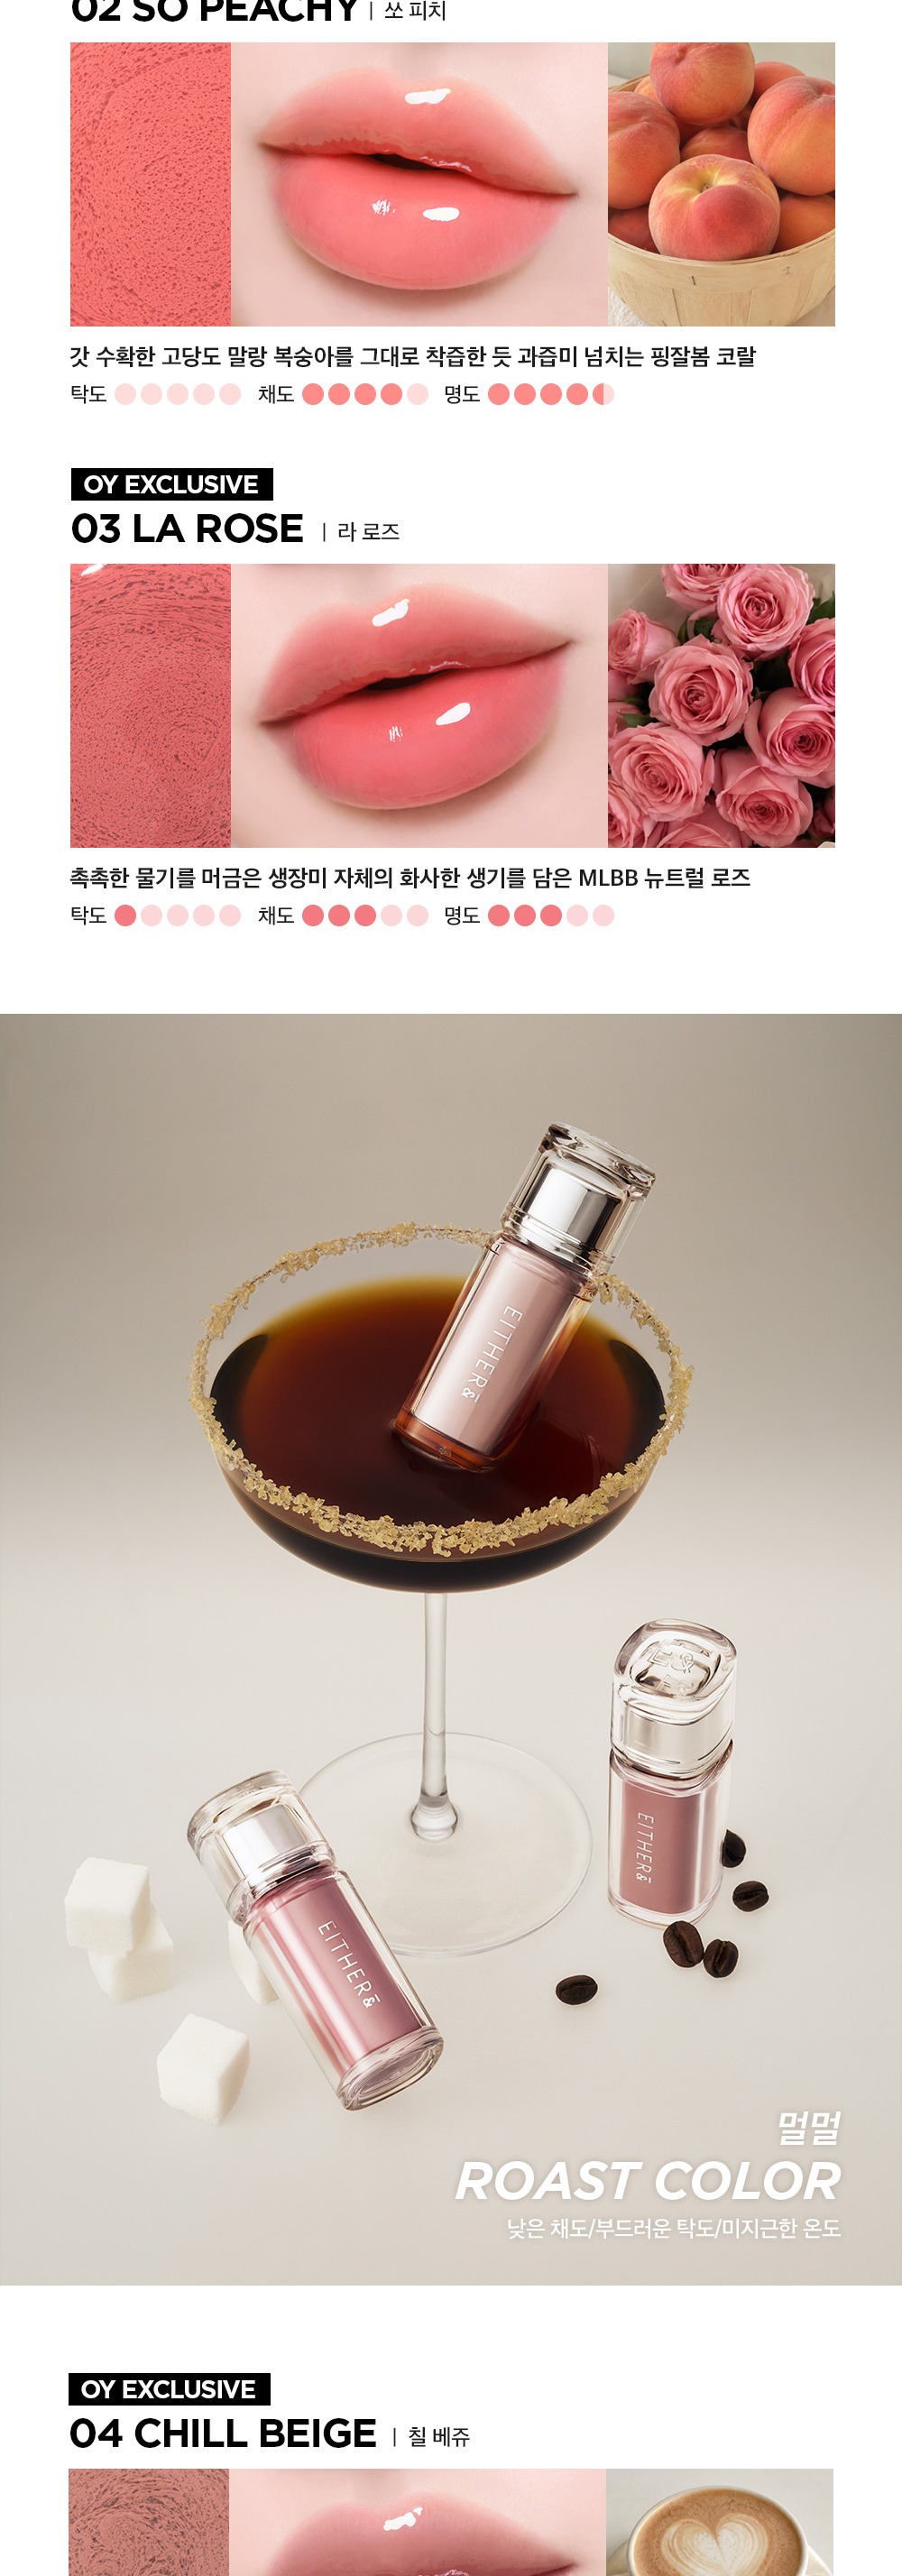 02 SO PEACHY | 쏘 피치
갓 수확한 고당도 말랑 복숭아를 그대로 착즙한 듯 과즙미 넘치는 핑잘봄 코랄
탁도 채도 명도
OY EXCLUSIVE
03 LA ROSE | 라 로즈
촉촉한 물기를 머금은 생장미 자체의 화사한 생기를 담은 MLBB 뉴트럴 로즈
탁도 채도 명도
EITHER&
E&
EITHER&
EITHER&
멀멀
ROAST COLOR
낮은 채도/부드러운 탁도/미지근한 온도
OY EXCLUSIVE
04 CHILL BEIGE | 칠 베쥬